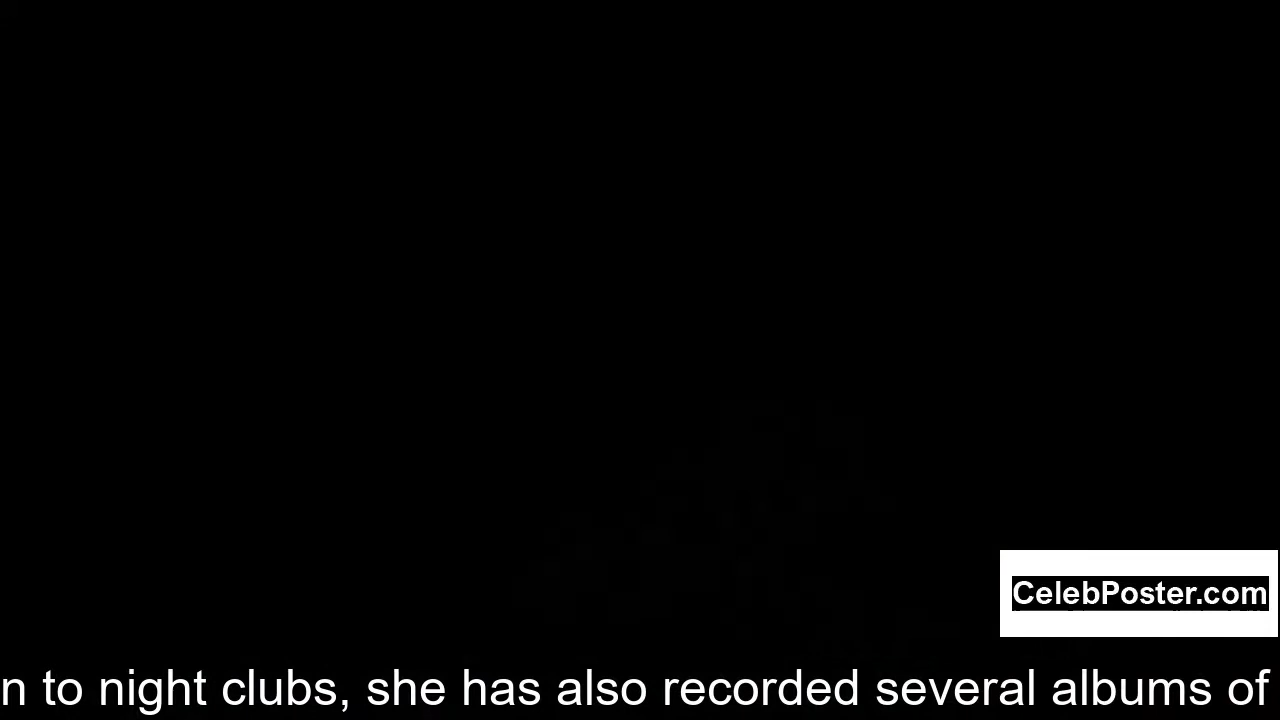 CelebPoster.com
n to night clubs, she has also recorded several albums of